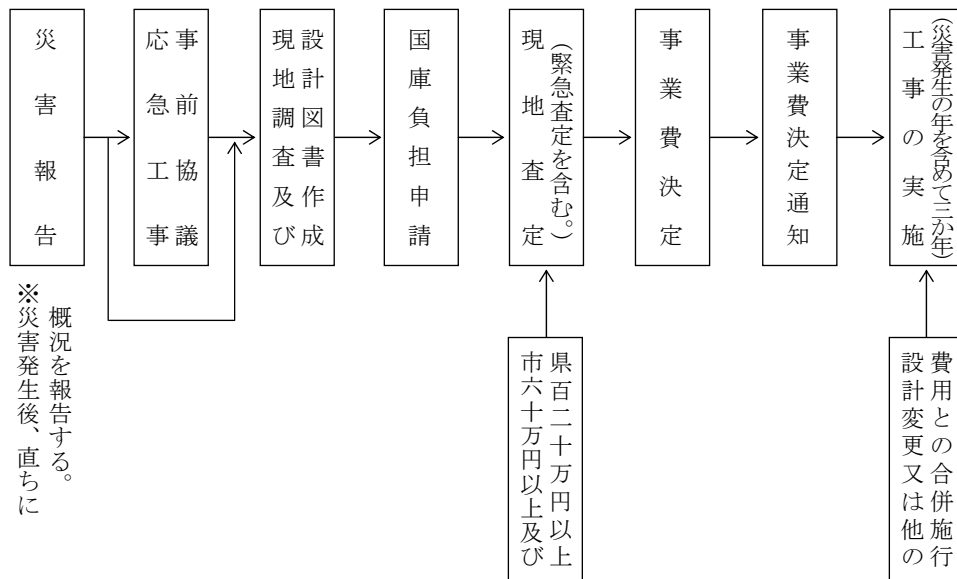 災害報告
※災害発生後、直ちに
概況を報告する。
応急工事
事前協議
現地調査及び
設計図書作成
国庫負担申請
現地査定
(緊急査定を含む。)
市六十万円以上及び
県百二十万円以上
事業費決定
事業費決定通知
工事の実施
(災害発生の年を含めて三か年)
設計変更又は他の
費用との合併施行